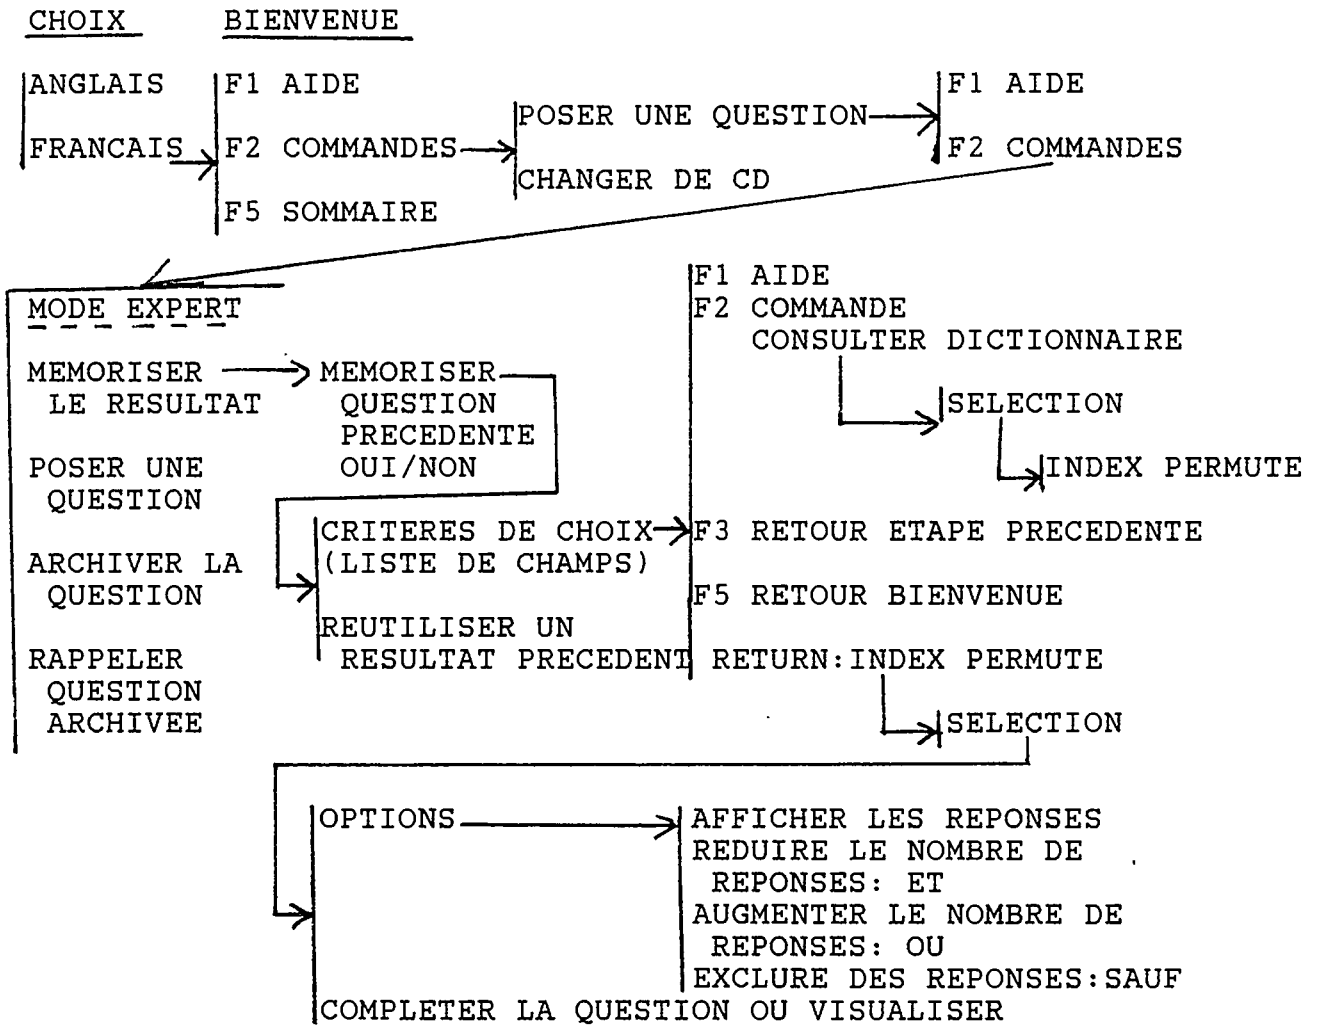 CHOIX BIENVENUE
ANGLAIS F1 AIDE F1 AIDE
POSER UNE QUESTION
FRANCAIS F2 COMMANDES F2 COMMANDES
CHANGER DE CD
F5 SOMMAIRE
F1 AIDE
MODE EXPERT F2 COMMANDE
CONSULTER DICTIONNAIRE
MEMORISER MEMORISER
LE RESULTAT QUESTION SELECTION
PRECEDENTE
POSER UNE OUI/NON INDEX PERMUTE
QUESTION
CRITERES DE CHOIX F3 RETOUR ETAPE PRECEDENTE
ARCHIVER LA (LISTE DE CHAMPS)
QUESTION F5 RETOUR BIENVENUE
REUTILISER UN
RAPPELER RESULTAT PRECEDENT RETURN:INDEX PERMUTE
QUESTION
ARCHIVEE SELECTION
OPTIONS AFFICHER LES REPONSES
REDUIRE LE NOMBRE DE
REPONSES: ET
AUGMENTER LE NOMBRE DE
REPONSES: OU
EXCLURE DES REPONSES:SAUF
COMPLETER LA QUESTION OU VISUALISER